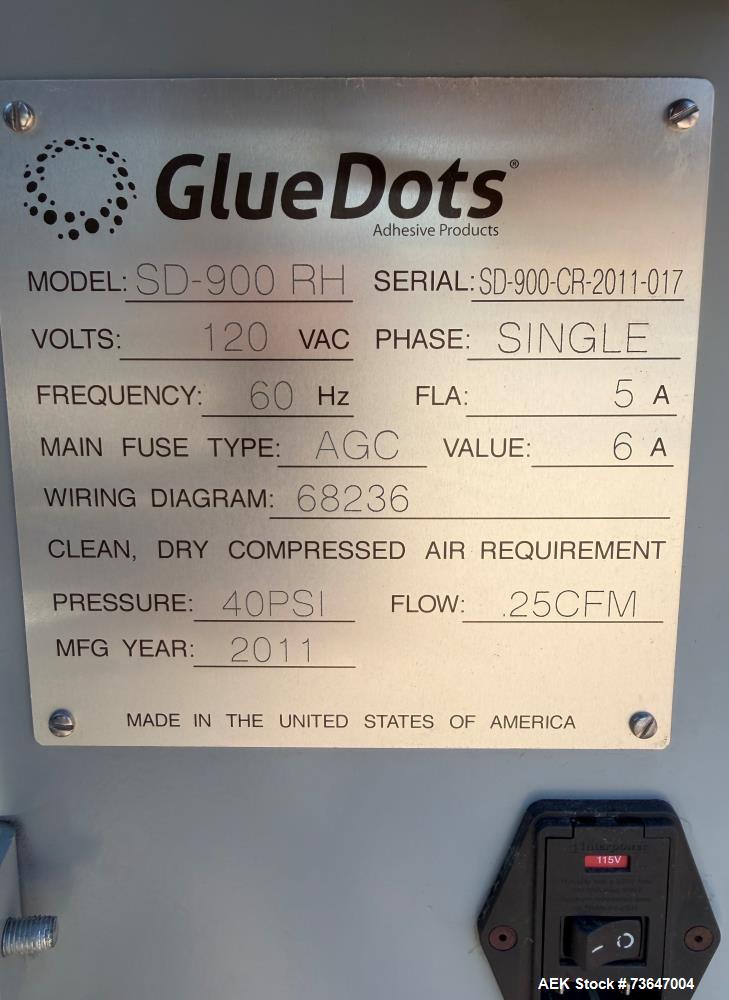 GlueDots®
Adhesive Products
MODEL: SD-900 RH SERIAL: SD-900-CR-2011-017
VOLTS: 120 VAC PHASE: SINGLE
FREQUENCY: 60 Hz FLA: 5 A
MAIN FUSE TYPE: AGC VALUE: 6 A
WIRING DIAGRAM: 68236
CLEAN, DRY COMPRESSED AIR REQUIREMENT
PRESSURE: 40PSI FLOW: .25CFM
MFG YEAR: 2011
MADE IN THE UNITED STATES OF AMERICA
Interpower
115V
AEK Stock #73647004